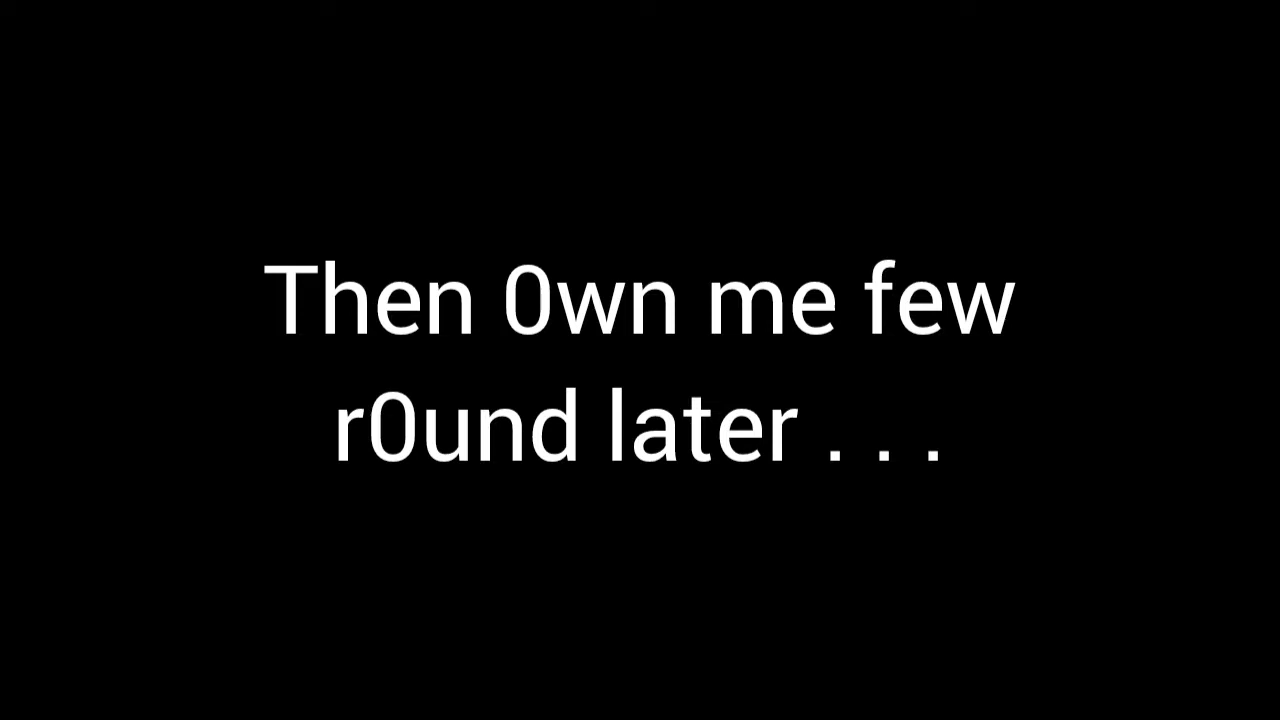 Then 0wn me few
r0und later . . .